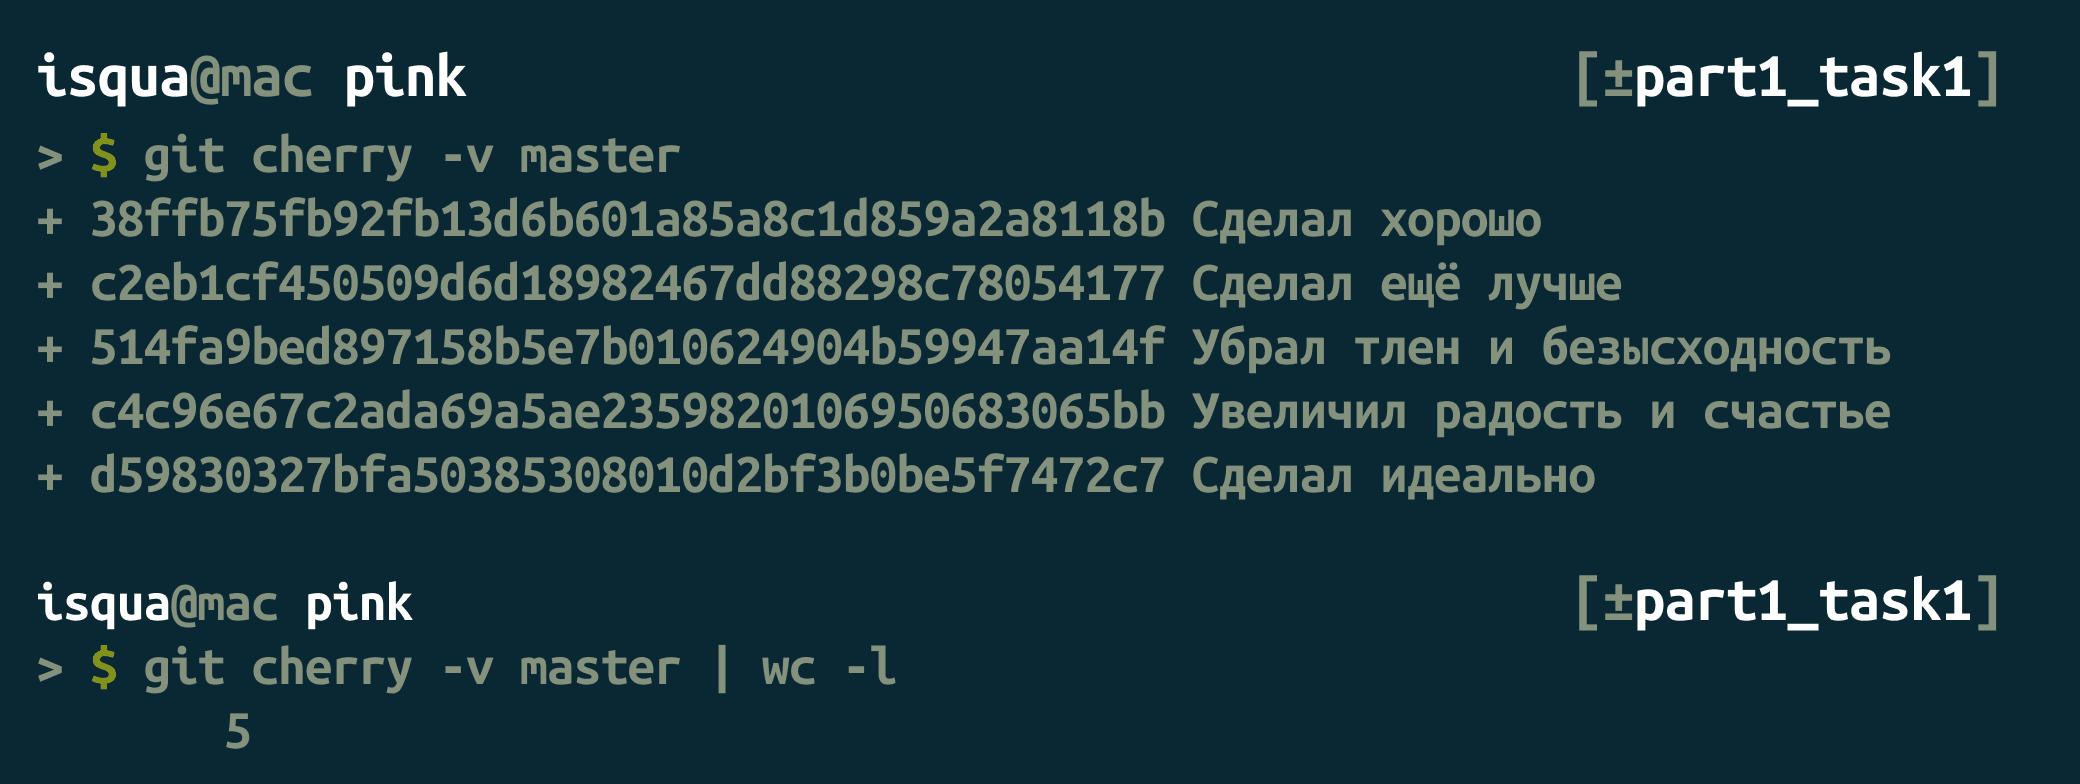 isqua@mac pink [±part1_task1]
> $ git cherry -v master
+ 38ffb75fb92fb13d6b601a85a8c1d859a2a8118b Сделал хорошо
+ c2eb1cf450509d6d18982467dd88298c78054177 Сделал ещё лучше
+ 514fa9bed897158b5e7b010624904b59947aa14f Убрал тлен и безысходность
+ c4c96e67c2ada69a5ae2359820106950683065bb Увеличил радость и счастье
+ d59830327bfa50385308010d2bf3b0be5f7472c7 Сделал идеально
isqua@mac pink [±part1_task1]
> $ git cherry -v master | wc -l
5